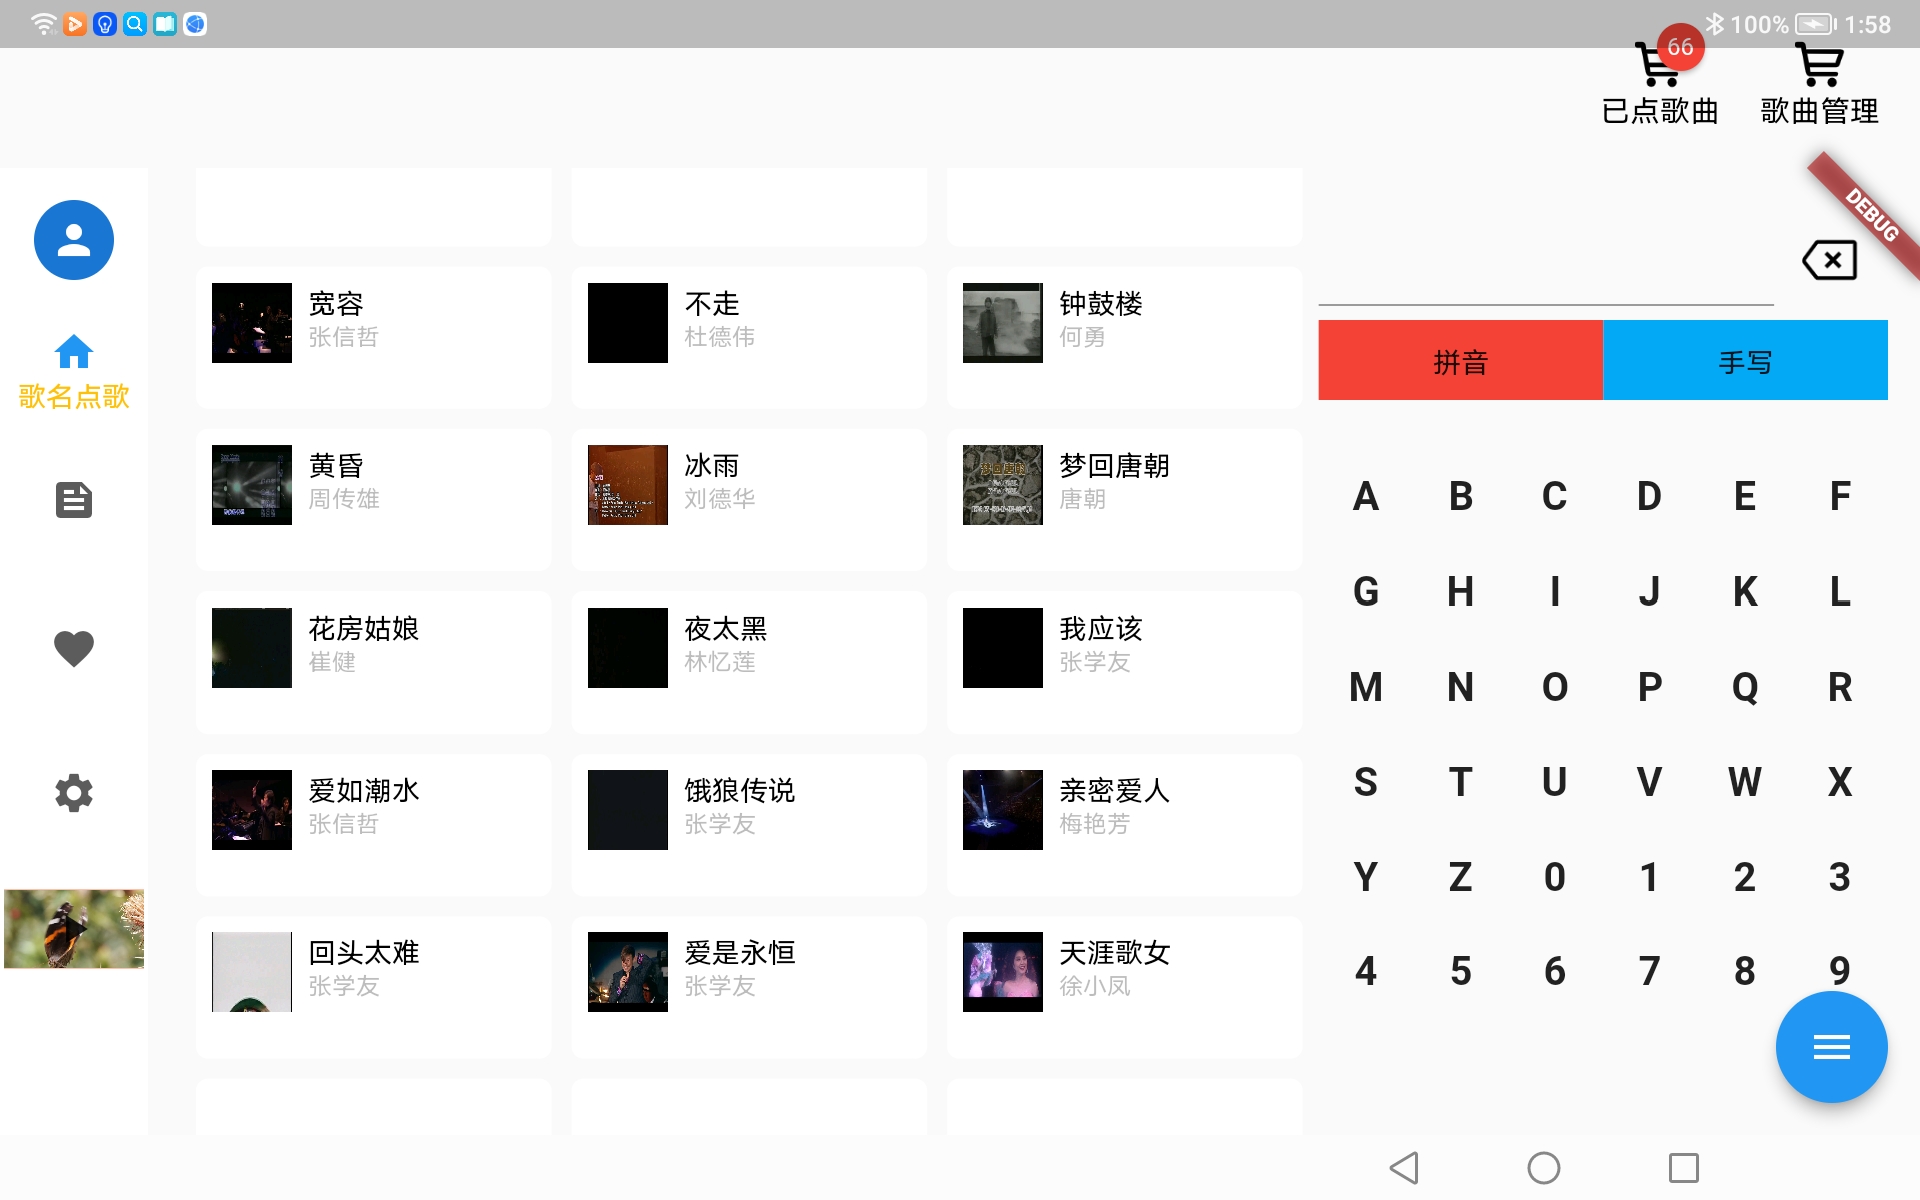 100% 1:58
66
已点歌曲 歌曲管理
DEBUG
歌名点歌
宽容
张信哲
不走
杜德伟
钟鼓楼
何勇
黄昏
周传雄
冰雨
刘德华
梦回唐朝
唐朝
花房姑娘
崔健
夜太黑
林忆莲
我应该
张学友
爱如潮水
张信哲
饿狼传说
张学友
亲密爱人
梅艳芳
回头太难
张学友
爱是永恒
张学友
天涯歌女
徐小凤
拼音 手写
A B C D E F
G H I J K L
M N O P Q R
S T U V W X
Y Z 0 1 2 3
4 5 6 7 8 9